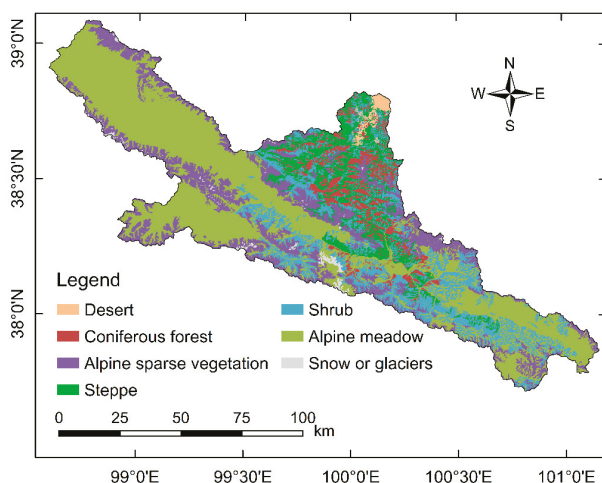 39°0'N
38°30'N
38°0'N
N
W E
S
Legend
Desert
Coniferous forest
Alpine sparse vegetation
Steppe
Shrub
Alpine meadow
Snow or glaciers
0 25 50 75 100
km
99°0'E 99°30'E 100°0'E 100°30'E 101°0'E